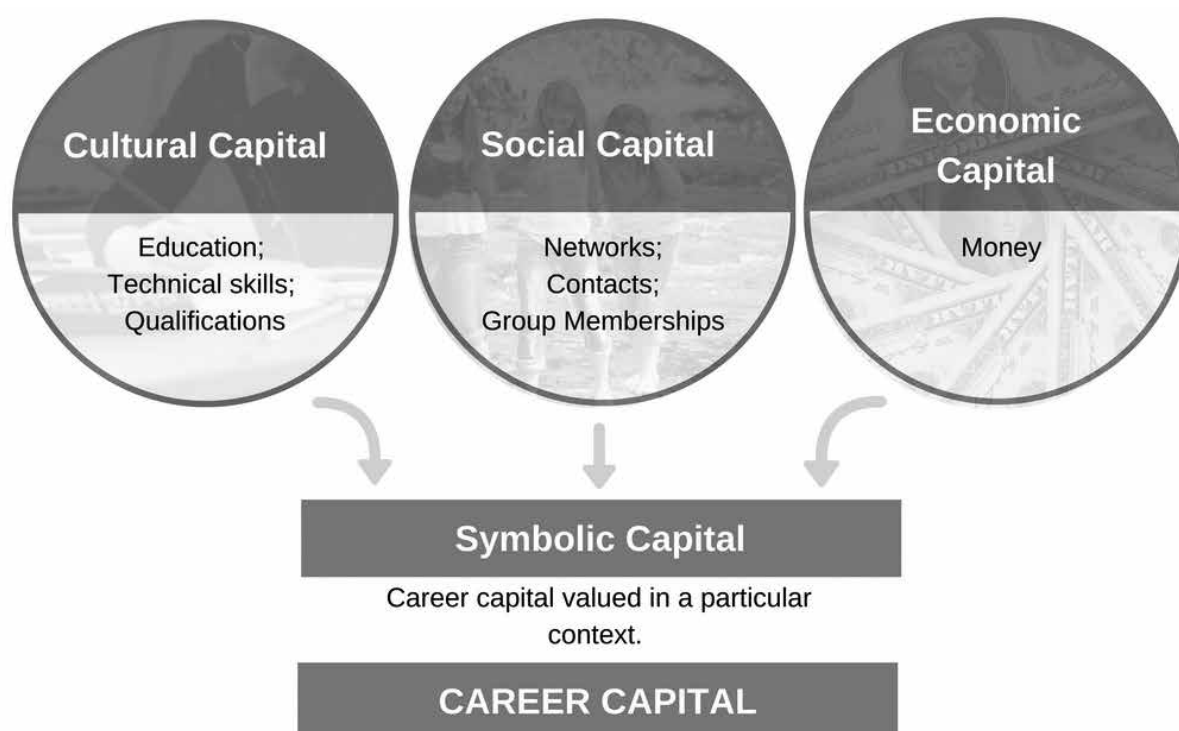 Cultural Capital
Education;
Technical skills;
Qualifications
Social Capital
Networks;
Contacts;
Group Memberships
Economic
Capital
Money
Symbolic Capital
Career capital valued in a particular
context.
CAREER CAPITAL